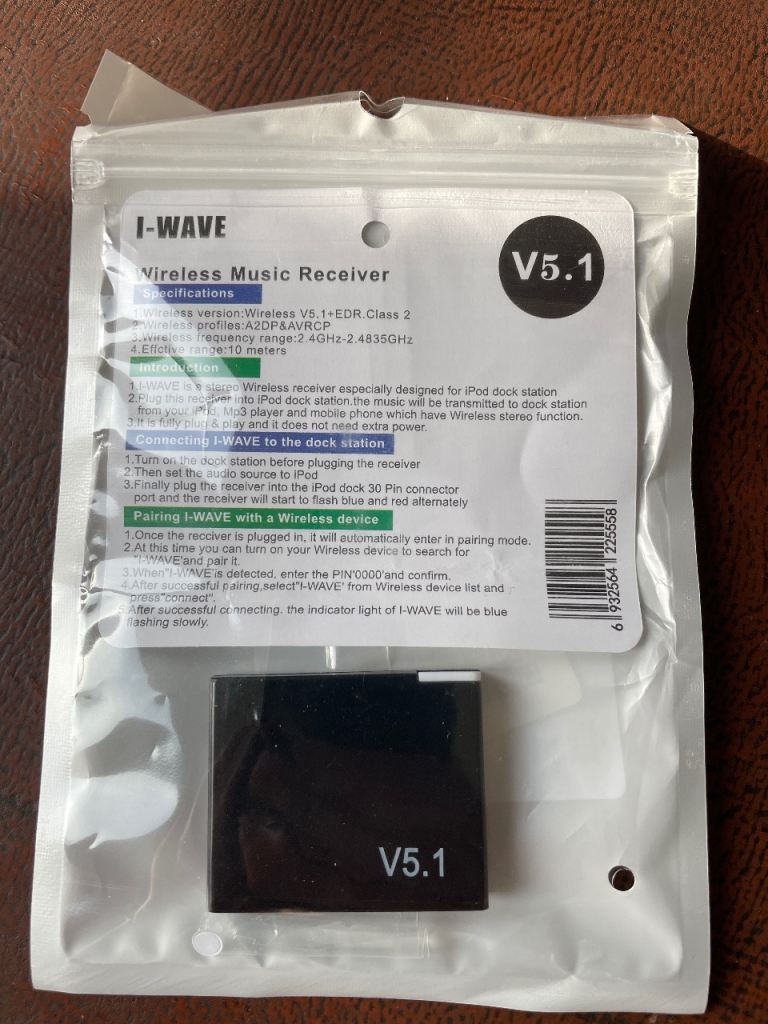 I-WAVE
V5.1
Wireless Music Receiver
Specifications
1.Wireless version:Wireless V5.1+EDR.Class 2
2.Wireless profiles:A2DP&AVRCP
3.Wireless frequency range:2.4GHz-2.4835GHz
4.Effctive range:10 meters
Introduction
1.I-WAVE is a stereo Wireless receiver especially designed for iPod dock station
2.Plug this receiver into iPod dock station.the music will be transmitted to dock station
from your iPod, Mp3 player and mobile phone which have Wireless stereo function.
3.It is fully plug & play and it does not need extra power.
Connecting I-WAVE to the dock station
1.Turn on the dock station before plugging the receiver
2.Then set the audio source to iPod
3.Finally plug the receiver into the iPod dock 30 Pin connector
port and the receiver will start to flash blue and red alternately
Pairing I-WAVE with a Wireless device
1.Once the recciver is plugged in, it will automatically enter in pairing mode.
2.At this time you can turn on your Wireless device to search for
"I-WAVE'and pair it.
3.When"I-WAVE'is detected, enter the PIN'0000'and confirm.
4.After successful pairing,select"I-WAVE' from Wireless device list and
press"connect".
5.After successful connecting. the indicator light of I-WAVE will be blue
flashing slowly.
6 932564 225558
V5.1